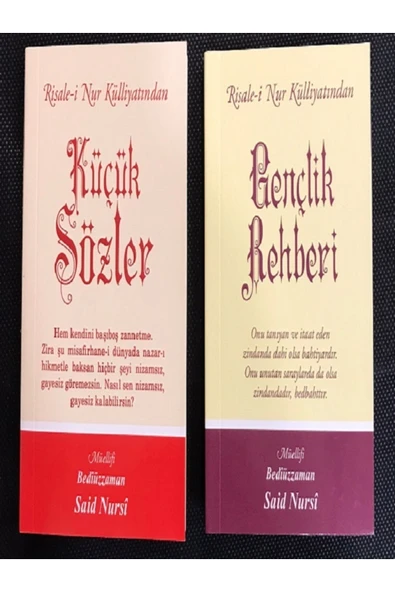 Risale-i Nur Külliyatından
Küçük
Sözler
Hem kendini başıboş zannetme.
Zira şu misafirhane-i dünyada nazar-ı
hikmetle baksan hiçbir şeyi nizamsız,
gayesiz göremezsin. Nasıl sen nizamsız,
gayesiz kalabilirsin?
Müellifi
Bediüzzaman
Said Nursî
Risale-i Nur Külliyatından
Gençlik
Rehberi
Onu tanıyan ve itaat eden
zindanda dahi olsa bahtiyardır.
Onu unutan saraylarda da olsa
zindandadır, bedbahttır.
Müellifi
Bediüzzaman
Said Nursî